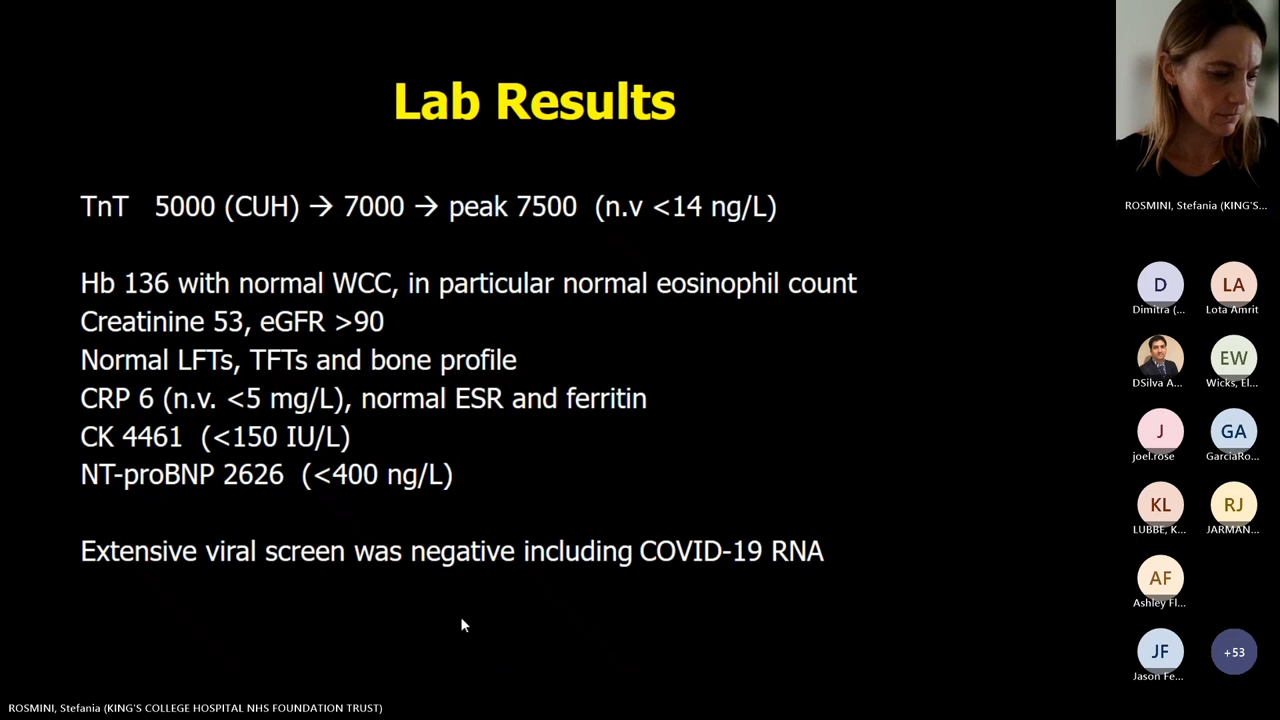 Lab Results
TnT 5000 (CUH) → 7000 → peak 7500 (n.v <14 ng/L)
Hb 136 with normal WCC, in particular normal eosinophil count
Creatinine 53, eGFR >90
Normal LFTs, TFTs and bone profile
CRP 6 (n.v. <5 mg/L), normal ESR and ferritin
CK 4461 (<150 IU/L)
NT-proBNP 2626 (<400 ng/L)
Extensive viral screen was negative including COVID-19 RNA
ROSMINI, Stefania (KING'S COLLEGE HOSPITAL NHS FOUNDATION TRUST)
ROSMINI, Stefania (KING'S...
D
LA
Dimitra (...
Lota Amrit
EW
DSilva A...
Wicks, El...
J
GA
joel.rose
GarciaRo...
KL
RJ
LUBBE, K...
JARMAN,...
AF
Ashley Fl...
JF
+53
Jason Fe...